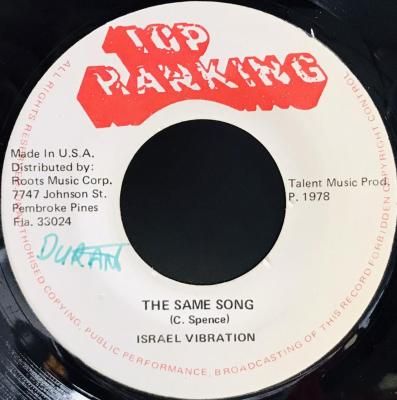 TOP
RANKING
Made in U.S.A.
Distributed by:
Roots Music Corp.
7747 Johnson St.
Pembroke Pines
Fla. 33024
Talent Music Prod.
P. 1978
DURAN
THE SAME SONG
(C. Spence)
ISRAEL VIBRATION
ALL RIGHTS
CONTROL
UNAUTHORISED COPYING, PUBLIC PERFORMANCE, BROADCASTING OF THIS RECORD FORBIDDEN COPYRIGHT